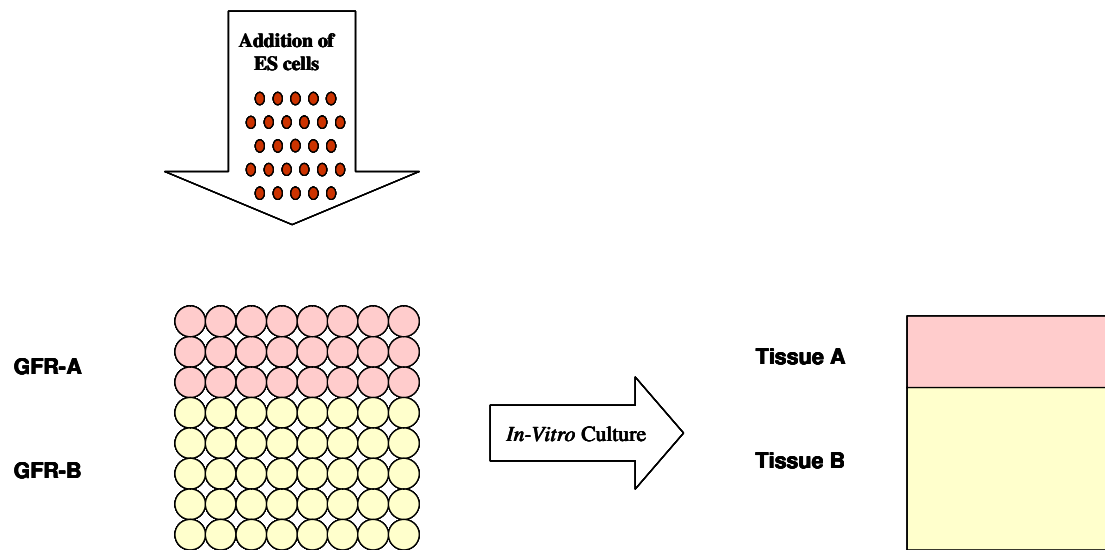 Addition of
ES cells
GFR-A
GFR-B
In-Vitro Culture
Tissue A
Tissue B